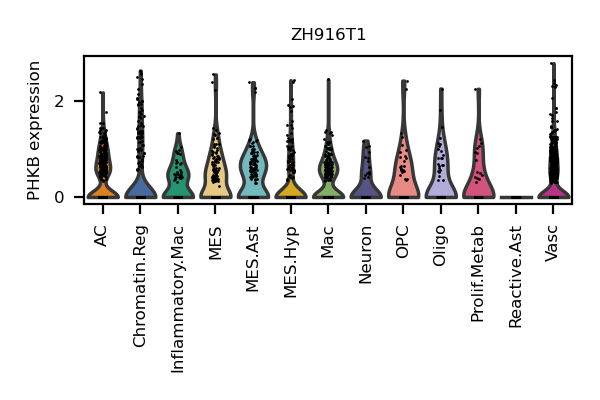 ZH916T1
PHKB expression
2
0
AC
Chromatin.Reg
Inflammatory.Mac
MES
MES.Ast
MES.Hyp
Mac
Neuron
OPC
Oligo
Prolif.Metab
Reactive.Ast
Vasc